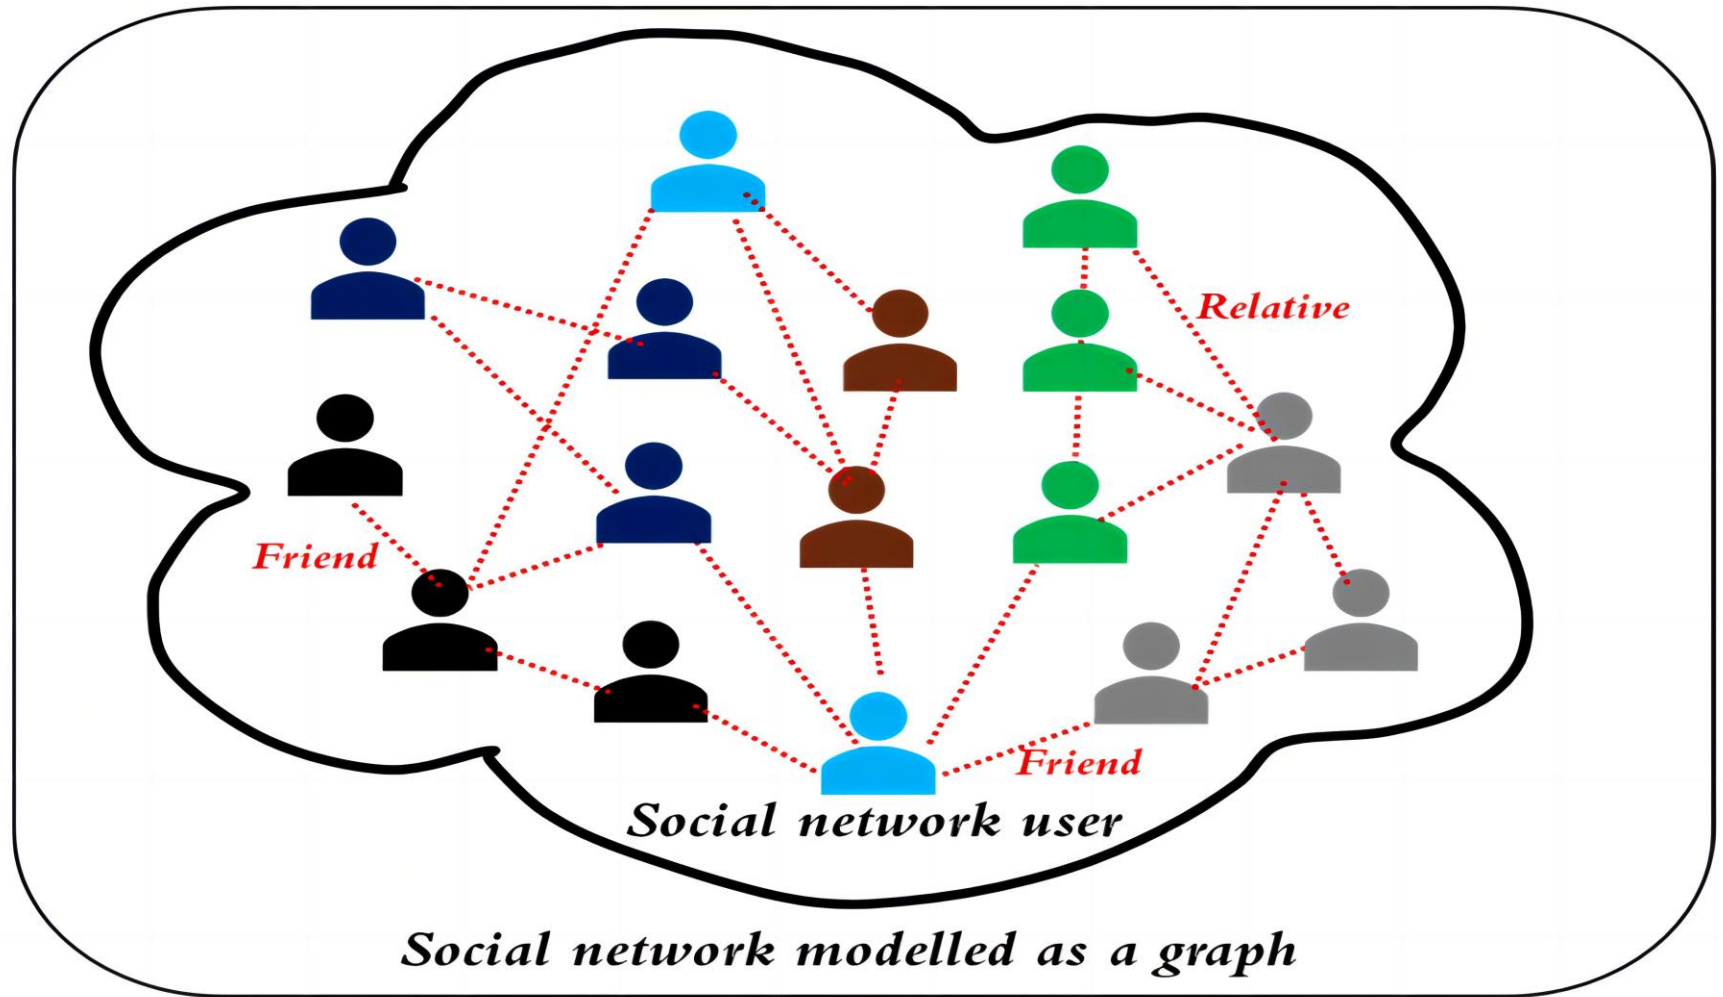 Relative
Friend
Friend
Social network user
Social network modelled as a graph